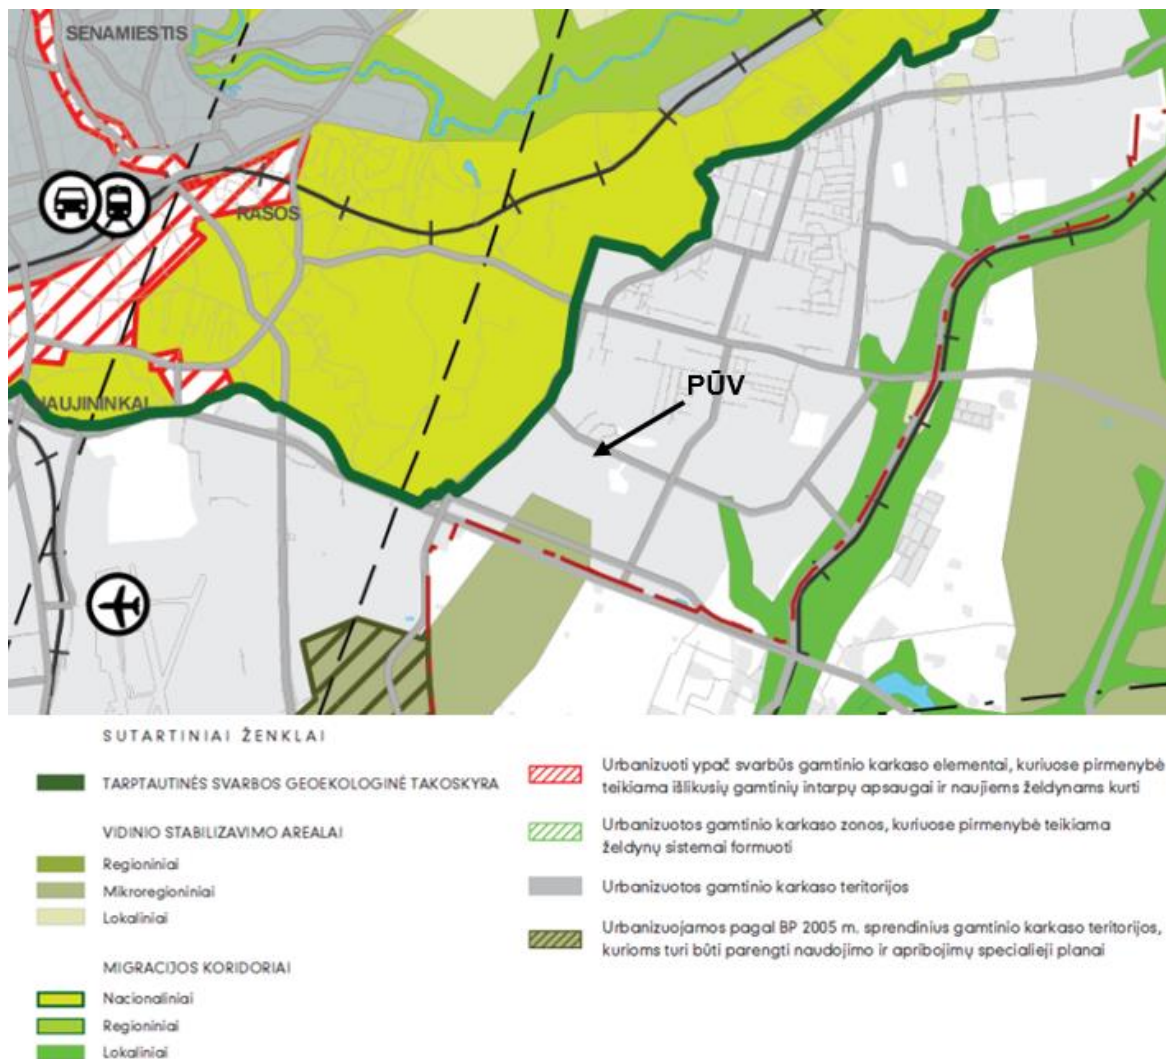 SENAMIESTIS
RASOS
PŪV
NAUJININKAI
SUTARTINIAI ŽENKLAI
TARPTAUTINĖS SVARBOS GEOEKOLOGINĖ TAKOSKYRA
VIDINIO STABILIZAVIMO AREALAI
Regioniniai
Mikroregioniniai
Lokaliniai
MIGRACIJOS KORIDORIAI
Nacionaliniai
Regioniniai
Lokaliniai
Urbanizuoti ypač svarbūs gamtinio karkaso elementai, kuriuose pirmenybė
teikiama išlikusių gamtinių intarpų apsaugai ir naujiems želdynams kurti
Urbanizuotos gamtinio karkaso zonos, kuriuose pirmenybė teikiama
želdynų sistemai formuoti
Urbanizuotos gamtinio karkaso teritorijos
Urbanizuojamos pagal BP 2005 m. sprendinius gamtinio karkaso teritorijos,
kurioms turi būti parengti naudojimo ir apribojimų specialieji planai